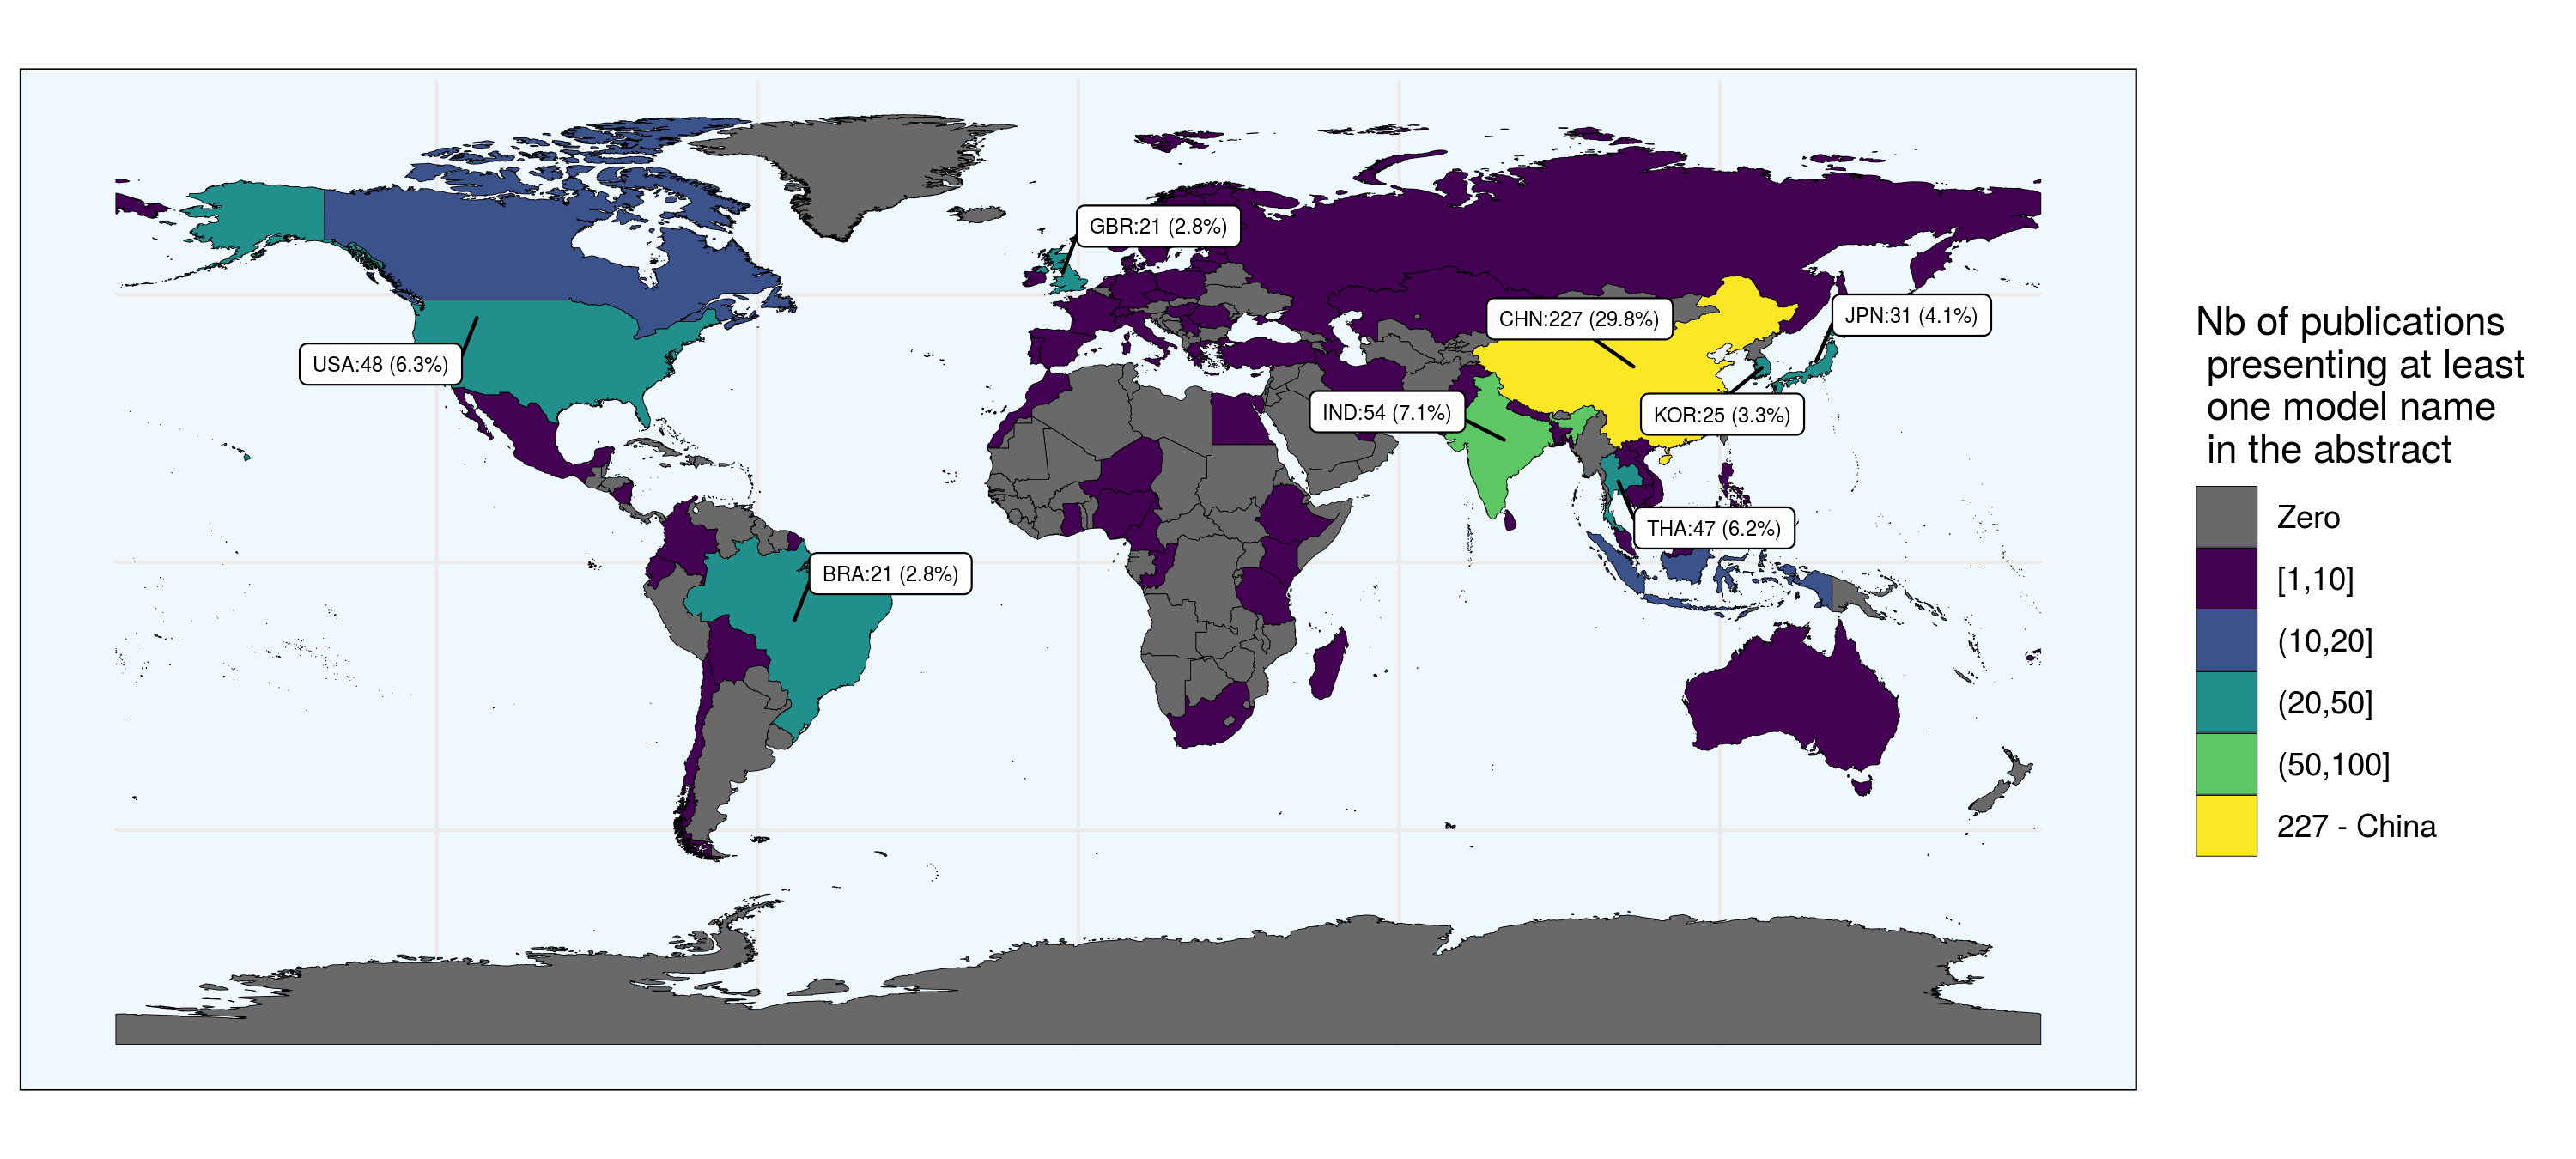 GBR:21 (2.8%)
CHN:227 (29.8%)
JPN:31 (4.1%)
USA:48 (6.3%)
IND:54 (7.1%)
KOR:25 (3.3%)
THA:47 (6.2%)
BRA:21 (2.8%)
Nb of publications
presenting at least
one model name
in the abstract
Zero
[1,10]
(10,20]
(20,50]
(50,100]
227 - China